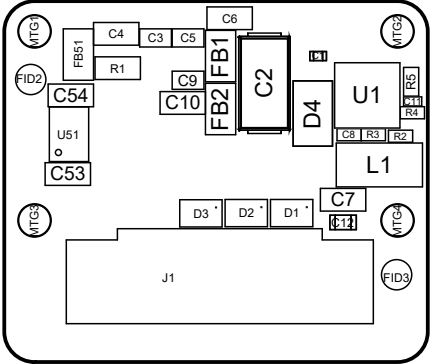 C6
MTG1
C4
C3
C5
MTG2
FB51
FB1
C1
C2
R1
FID2
C9
U1
R5
C54
C10
FB2
D4
C11
R4
U51
C8
R3
R2
C53
L1
C7
D3
D2
D1
MTG3
C12
MTG4
J1
FID3